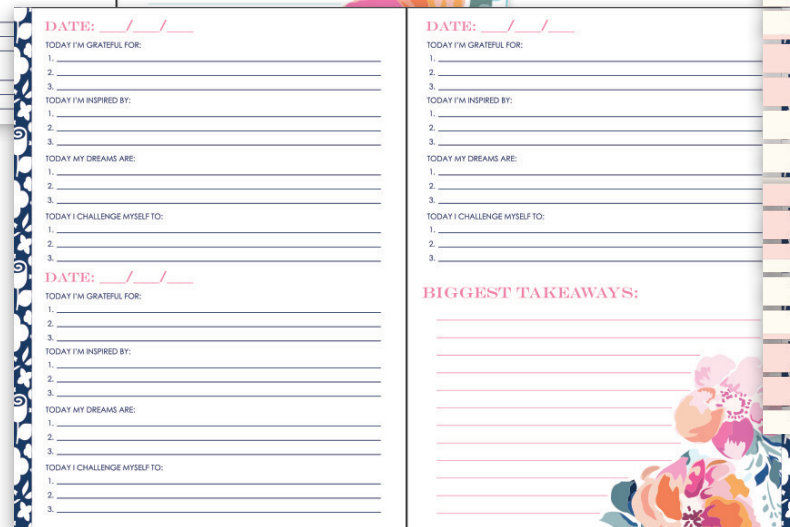 DATE: ___/___/___
TODAY I'M GRATEFUL FOR:
1.
2.
3.
TODAY I'M INSPIRED BY:
1.
2.
3.
TODAY MY DREAMS ARE:
1.
2.
3.
TODAY I CHALLENGE MYSELF TO:
1.
2.
3.
DATE: ___/___/___
TODAY I'M GRATEFUL FOR:
1.
2.
3.
TODAY I'M INSPIRED BY:
1.
2.
3.
TODAY MY DREAMS ARE:
1.
2.
3.
TODAY I CHALLENGE MYSELF TO:
1.
2.
3.
DATE: ___/___/___
TODAY I'M GRATEFUL FOR:
1.
2.
3.
TODAY I'M INSPIRED BY:
1.
2.
3.
TODAY MY DREAMS ARE:
1.
2.
3.
TODAY I CHALLENGE MYSELF TO:
1.
2.
3.
BIGGEST TAKEAWAYS: